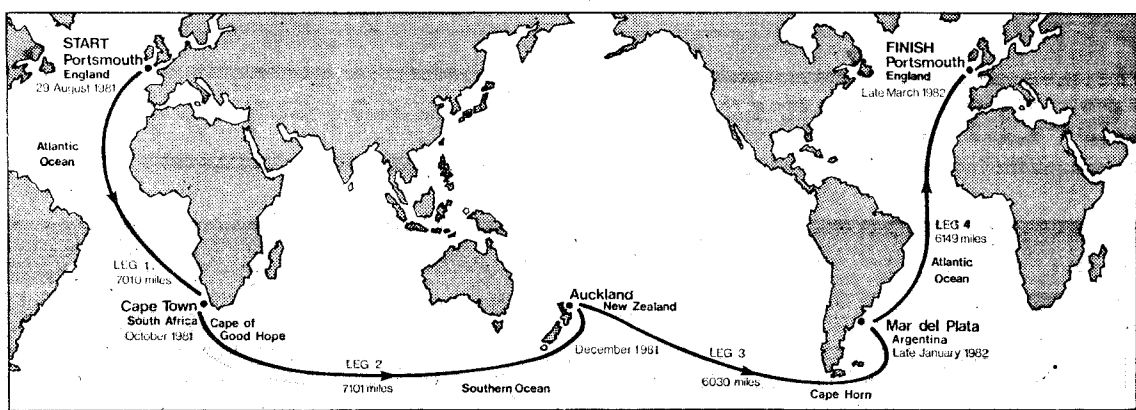 START
Portsmouth
England
29 August 1981
Atlantic
Ocean
LEG 1
7010 miles
Cape Town
South Africa
October 1981
Cape of
Good Hope
LEG 2
7101 miles
Southern Ocean
Auckland
New Zealand
December 1981
LEG 3
6030 miles
Cape Horn
Mar del Plata
Argentina
Late January 1982
LEG 4
6149 miles
Atlantic
Ocean
FINISH
Portsmouth
England
Late March 1982